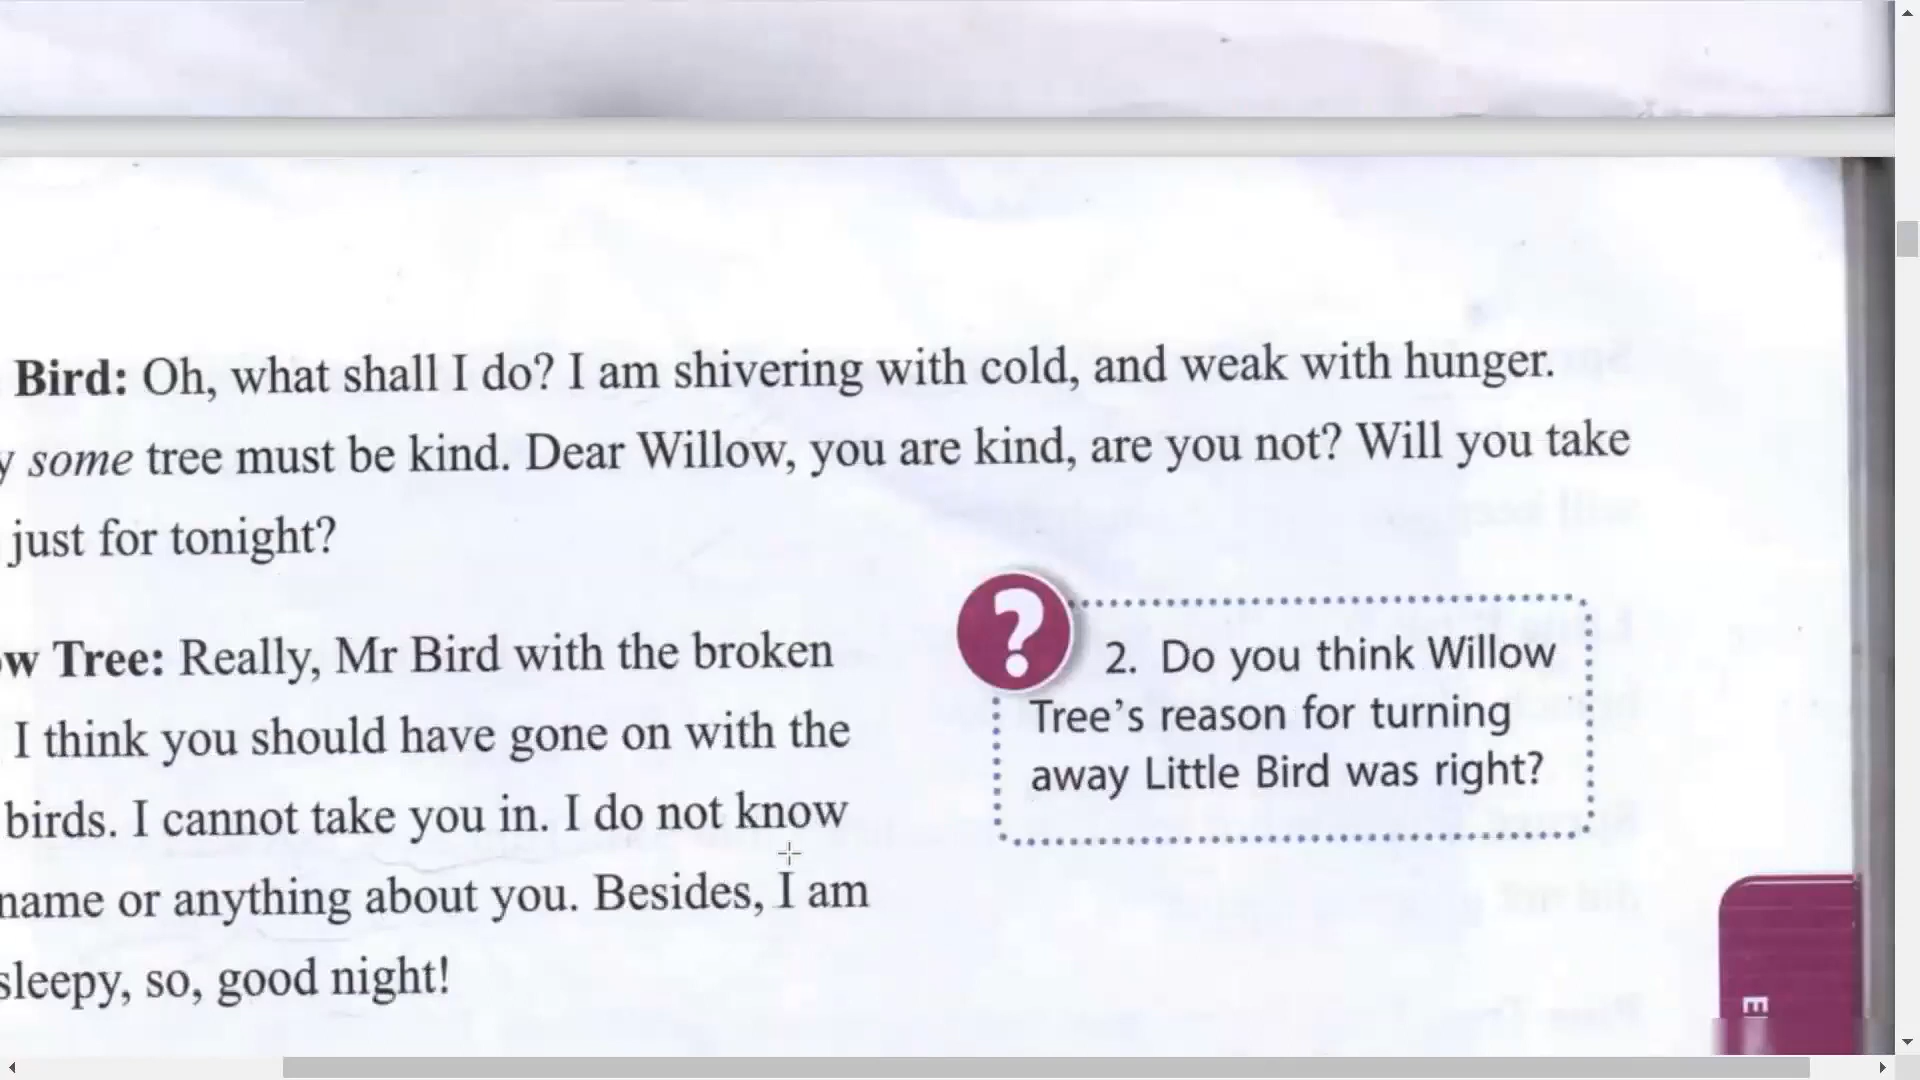 Bird: Oh, what shall I do? I am shivering with cold, and weak with hunger.
some tree must be kind. Dear Willow, you are kind, are you not? Will you take
just for tonight?
w Tree: Really, Mr Bird with the broken
I think you should have gone on with the
birds. I cannot take you in. I do not know
name or anything about you. Besides, I am
sleepy, so, good night!
?
2. Do you think Willow
Tree's reason for turning
away Little Bird was right?
E